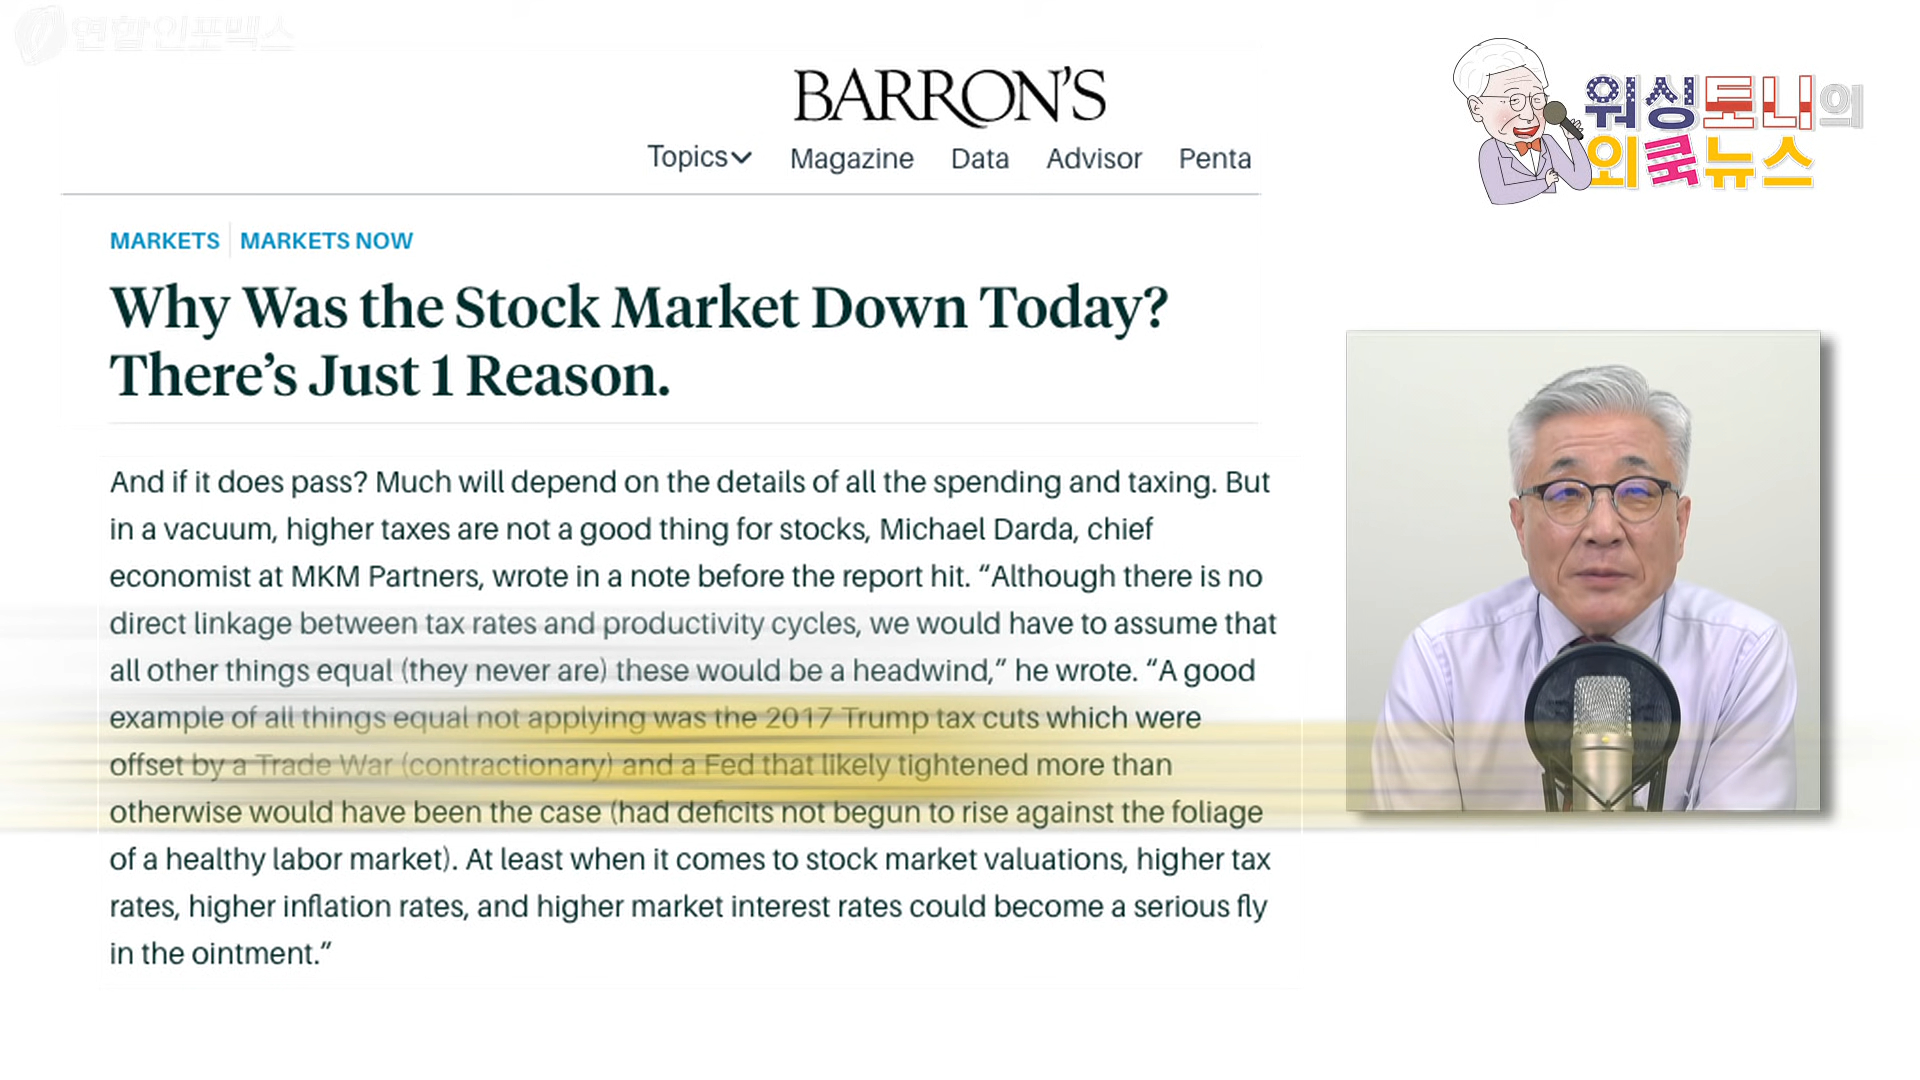 연합인포맥스
BARRON'S
Topics Magazine Data Advisor Penta
워싱토니의
외쿡뉴스
MARKETS MARKETS NOW
Why Was the Stock Market Down Today?
There's Just 1 Reason.
And if it does pass? Much will depend on the details of all the spending and taxing. But
in a vacuum, higher taxes are not a good thing for stocks, Michael Darda, chief
economist at MKM Partners, wrote in a note before the report hit. “Although there is no
direct linkage between tax rates and productivity cycles, we would have to assume that
all other things equal (they never are) these would be a headwind,” he wrote. “A good
example of all things equal not applying was the 2017 Trump tax cuts which were
offset by a Trade War (contractionary) and a Fed that likely tightened more than
otherwise would have been the case (had deficits not begun to rise against the foliage
of a healthy labor market). At least when it comes to stock market valuations, higher tax
rates, higher inflation rates, and higher market interest rates could become a serious fly
in the ointment.”